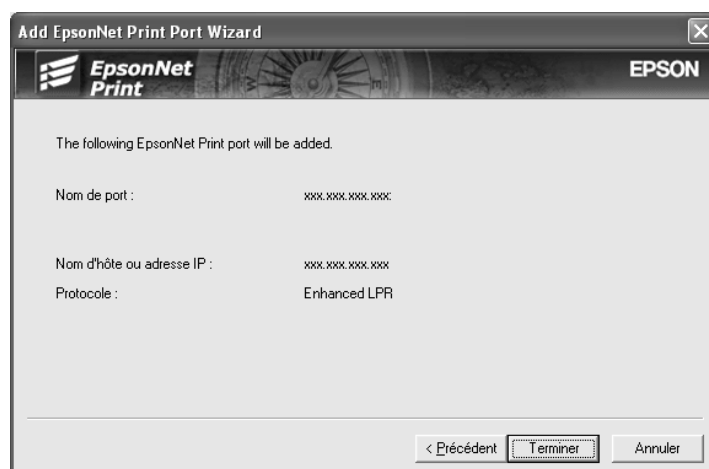 Add EpsonNet Print Port Wizard
EpsonNet
Print
EPSON
The following EpsonNet Print port will be added.
Nom de port : xxx.xxx.xxx.xxx:
Nom d'hôte ou adresse IP : xxx.xxx.xxx.xxx
Protocole : Enhanced LPR
< Précédent Terminer Annuler